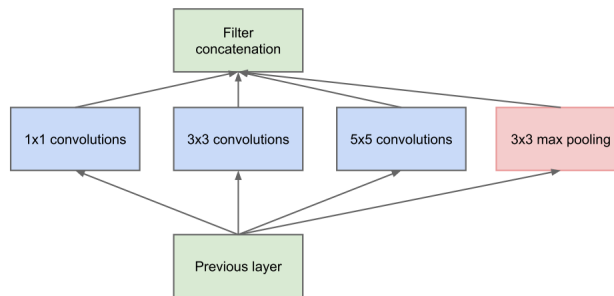 Filter
concatenation
1x1 convolutions
3x3 convolutions
5x5 convolutions
3x3 max pooling
Previous layer